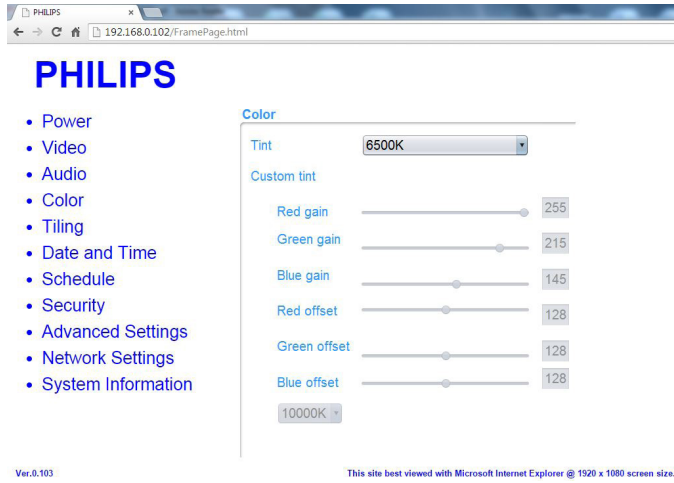 PHILIPS
192.168.0.102/FramePage.html
PHILIPS
Power
Video
Audio
Color
Tiling
Date and Time
Schedule
Security
Advanced Settings
Network Settings
System Information
Color
Tint 6500K
Custom tint
Red gain 255
Green gain 215
Blue gain 145
Red offset 128
Green offset 128
Blue offset 128
10000K
Ver.0.103 This site best viewed with Microsoft Internet Explorer @ 1920 x 1080 screen size.